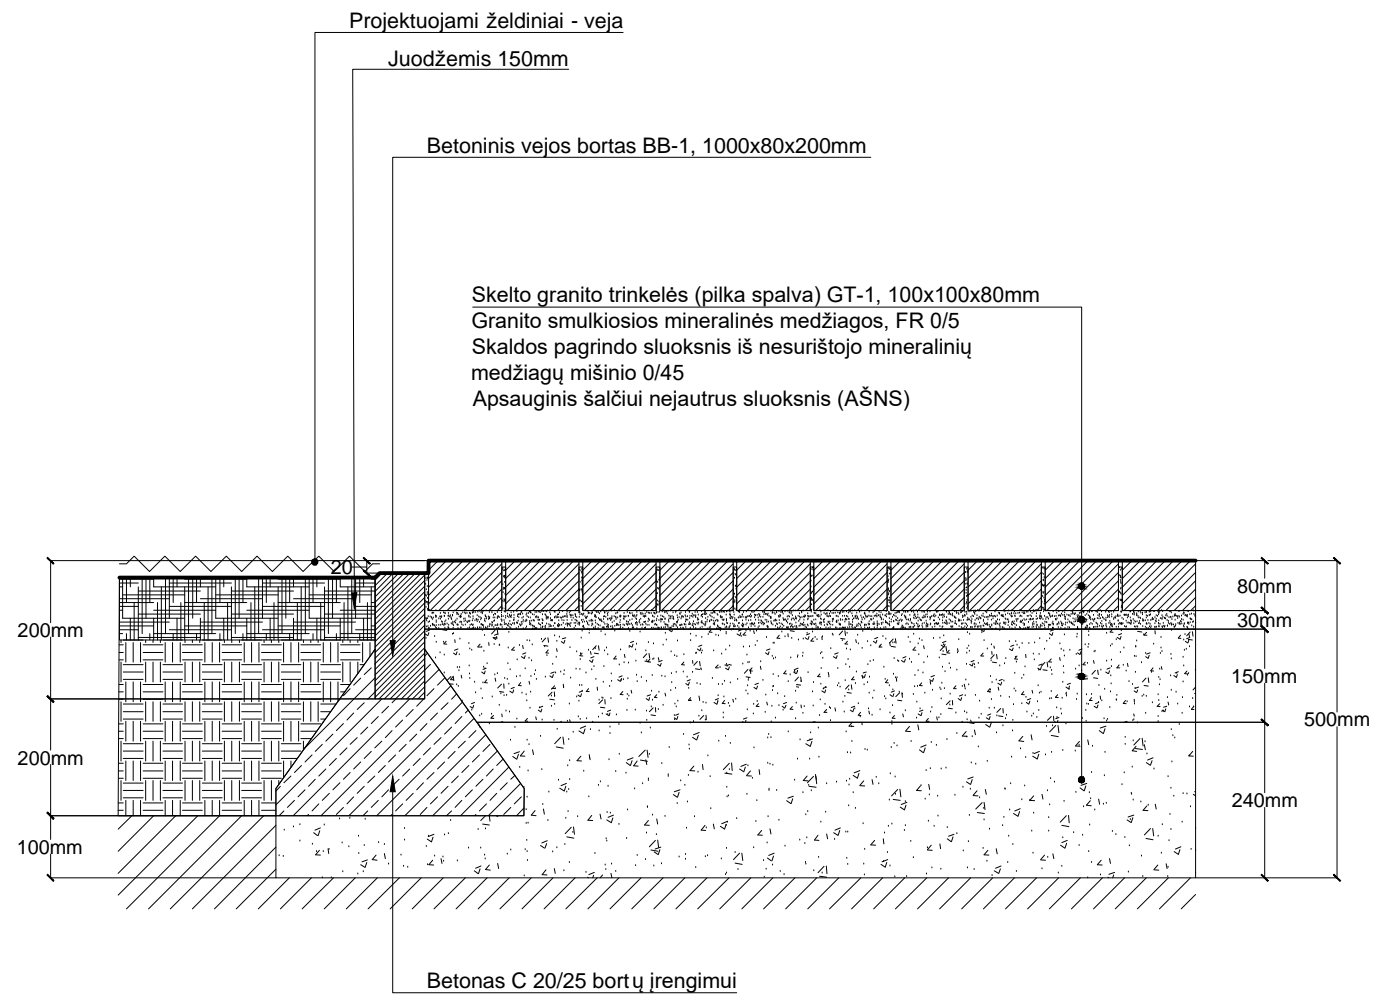 Projektuojami želdiniai - veja
Juodžemis 150mm
Betoninis vejos bortas BB-1, 1000x80x200mm
Skelto granito trinkelės (pilka spalva) GT-1, 100x100x80mm
Granito smulkiosios mineralinės medžiagos, FR 0/5
Skaldos pagrindo sluoksnis iš nesurištojo mineralinių
medžiagų mišinio 0/45
Apsauginis šalčiui nejautrus sluoksnis (AŠNS)
20
80mm
30mm
200mm
150mm
500mm
200mm
240mm
100mm
Betonas C 20/25 bortų įrengimui